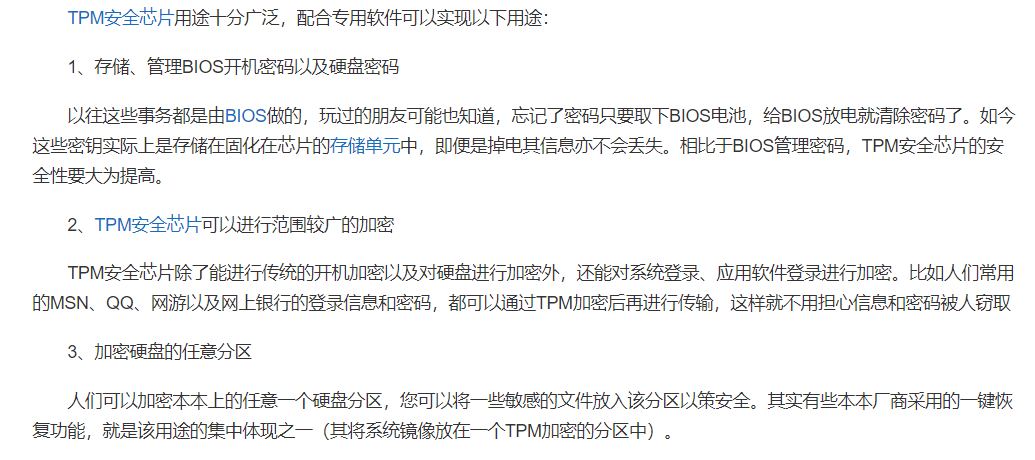 TPM安全芯片用途十分广泛，配合专用软件可以实现以下用途：
1、存储、管理BIOS开机密码以及硬盘密码
以往这些事务都是由BIOS做的，玩过的朋友可能也知道，忘记了密码只要取下BIOS电池，给BIOS放电就清除密码了。如今
这些密钥实际上是存储在固化在芯片的存储单元中，即便是掉电其信息亦不会丢失。相比于BIOS管理密码，TPM安全芯片的安
全性要大为提高。
2、TPM安全芯片可以进行范围较广的加密
TPM安全芯片除了能进行传统的开机加密以及对硬盘进行加密外，还能对系统登录、应用软件登录进行加密。比如人们常用
的MSN、QQ、网游以及网上银行的登录信息和密码，都可以通过TPM加密后再进行传输，这样就不用担心信息和密码被人窃取
3、加密硬盘的任意分区
人们可以加密本本上的任意一个硬盘分区，您可以将一些敏感的文件放入该分区以策安全。其实有些本本厂商采用的一键恢
复功能，就是该用途的集中体现之一（其将系统镜像放在一个TPM加密的分区中）。